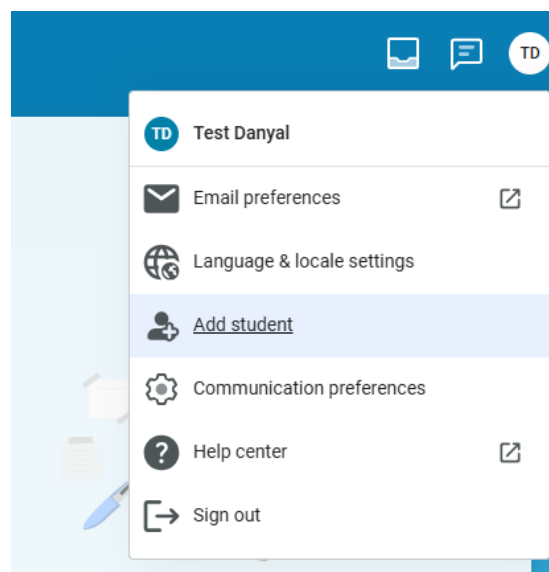 TD
TD Test Danyal
Email preferences
Language & locale settings
Add student
Communication preferences
Help center
Sign out